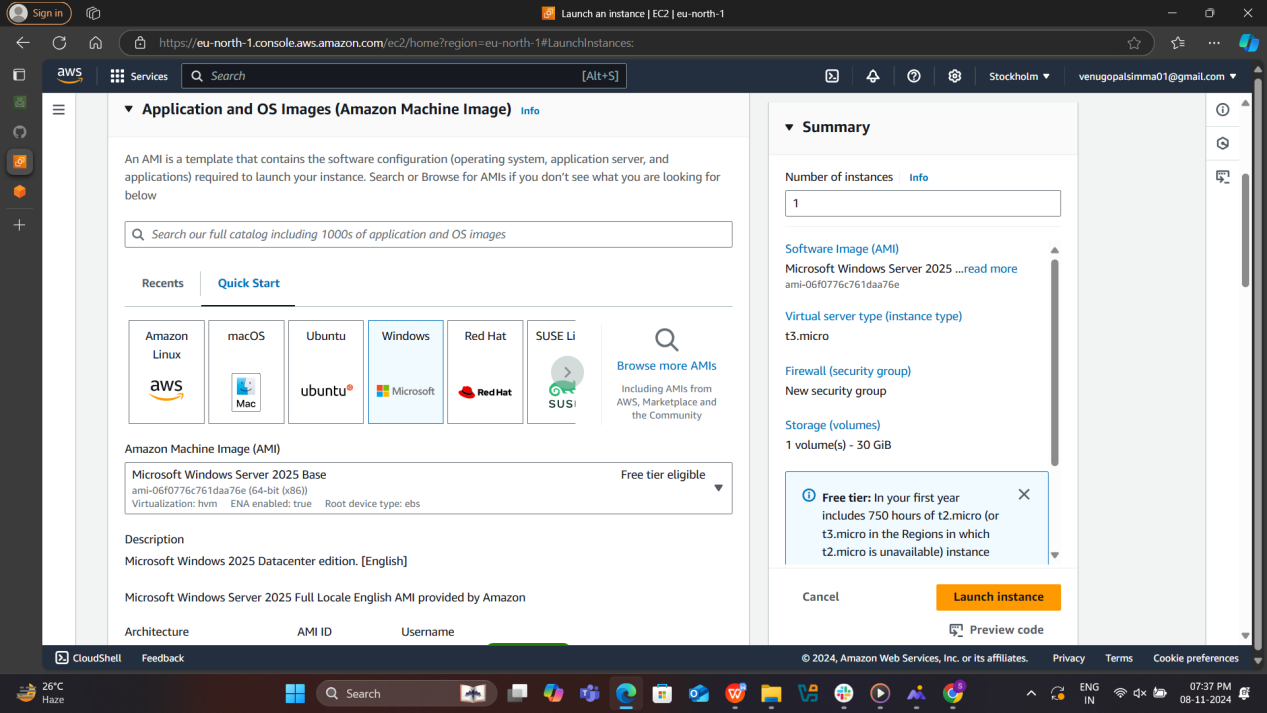 Sign in
Launch an instance | EC2 | eu-north-1
https://eu-north-1.console.aws.amazon.com/ec2/home?region=eu-north-1#LaunchInstances:
aws
Services
Search
[Alt+S]
Stockholm
venugopalsimma01@gmail.com
Application and OS Images (Amazon Machine Image)
Info
An AMI is a template that contains the software configuration (operating system, application server, and
applications) required to launch your instance. Search or Browse for AMIs if you don't see what you are looking for
below
Search our full catalog including 1000s of application and OS images
Recents
Quick Start
Amazon
Linux
aws
macOS
Mac
Ubuntu
ubuntu
Windows
Microsoft
Red Hat
Red Hat
SUSE Li
SUSE
Browse more AMIs
Including AMIs from
AWS, Marketplace and
the Community
Amazon Machine Image (AMI)
Microsoft Windows Server 2025 Base
Free tier eligible
ami-06f0776c761daa76e (64-bit (x86))
Virtualization: hvm ENA enabled: true Root device type: ebs
Description
Microsoft Windows 2025 Datacenter edition. [English]
Microsoft Windows Server 2025 Full Locale English AMI provided by Amazon
Architecture
AMI ID
Username
Summary
Number of instances
Info
1
Software Image (AMI)
Microsoft Windows Server 2025 ...read more
ami-06f0776c761daa76e
Virtual server type (instance type)
t3.micro
Firewall (security group)
New security group
Storage (volumes)
1 volume(s) - 30 GiB
Free tier: In your first year
includes 750 hours of t2.micro (or
t3.micro in the Regions in which
t2.micro is unavailable) instance
Cancel
Launch instance
Preview code
CloudShell
Feedback
© 2024, Amazon Web Services, Inc. or its affiliates.
Privacy
Terms
Cookie preferences
26°C
Haze
Search
ENG
IN
07:37 PM
08-11-2024